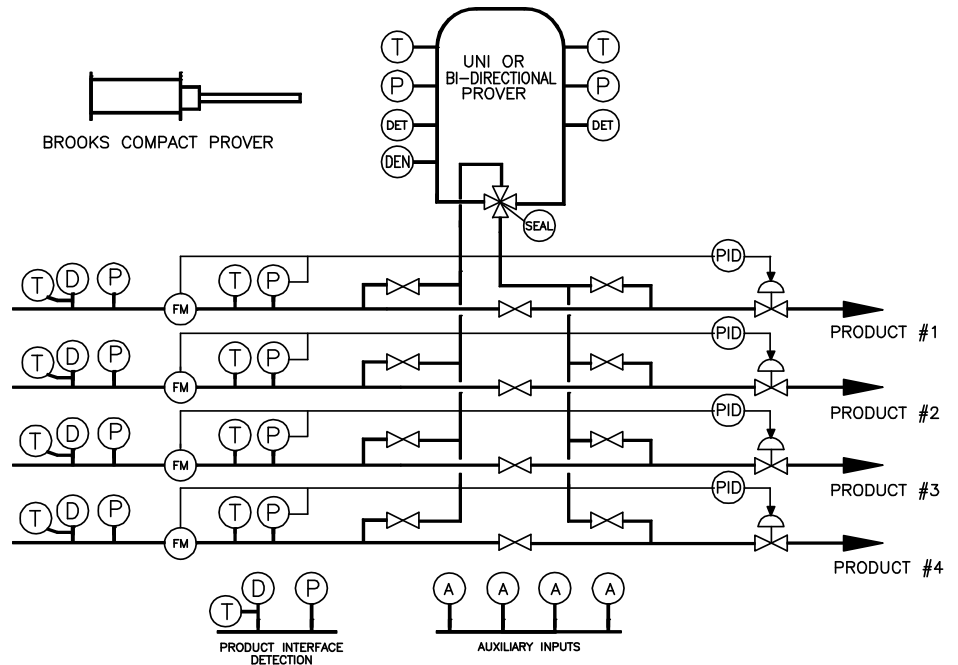 T
T
UNI OR
BI-DIRECTIONAL
PROVER
P
P
DET
DET
DEN
BROOKS COMPACT PROVER
SEAL
PID
T
D
P
FM
T
P
PRODUCT #1
PID
T
D
P
FM
T
P
PRODUCT #2
PID
T
D
P
FM
T
P
PRODUCT #3
PID
T
D
P
FM
T
P
PRODUCT #4
T
D
P
PRODUCT INTERFACE
DETECTION
A
A
A
A
AUXILIARY INPUTS